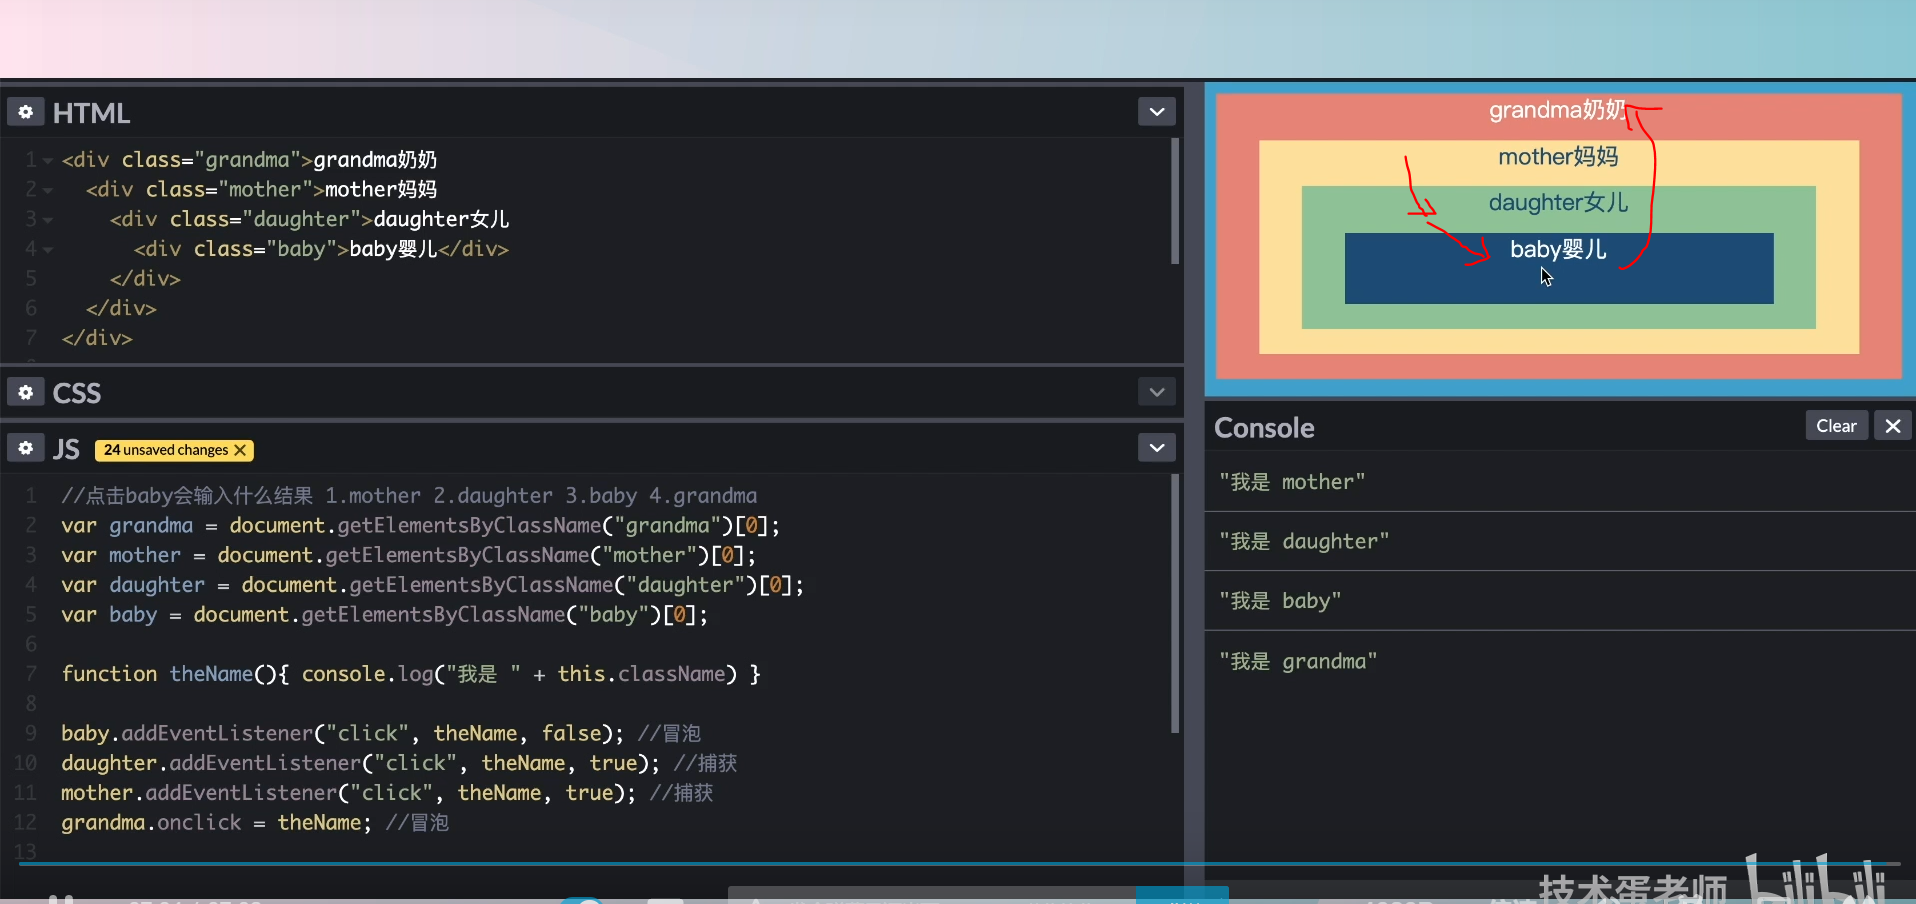 HTML
1 <div class="grandma">grandma奶奶
2 <div class="mother">mother妈妈
3 <div class="daughter">daughter女儿
4 <div class="baby">baby婴儿</div>
5 </div>
6 </div>
7 </div>
CSS
JS 24 unsaved changes
1 //点击baby会输入什么结果 1.mother 2.daughter 3.baby 4.grandma
2 var grandma = document.getElementsByClassName("grandma")[0];
3 var mother = document.getElementsByClassName("mother")[0];
4 var daughter = document.getElementsByClassName("daughter")[0];
5 var baby = document.getElementsByClassName("baby")[0];
6
7 function theName(){ console.log("我是 " + this.className) }
8
9 baby.addEventListener("click", theName, false); //冒泡
10 daughter.addEventListener("click", theName, true); //捕获
11 mother.addEventListener("click", theName, true); //捕获
12 grandma.onclick = theName; //冒泡
13
grandma奶奶
mother妈妈
daughter女儿
baby婴儿
Console
Clear
"我是 mother"
"我是 daughter"
"我是 baby"
"我是 grandma"
技术蛋老师 bilibili